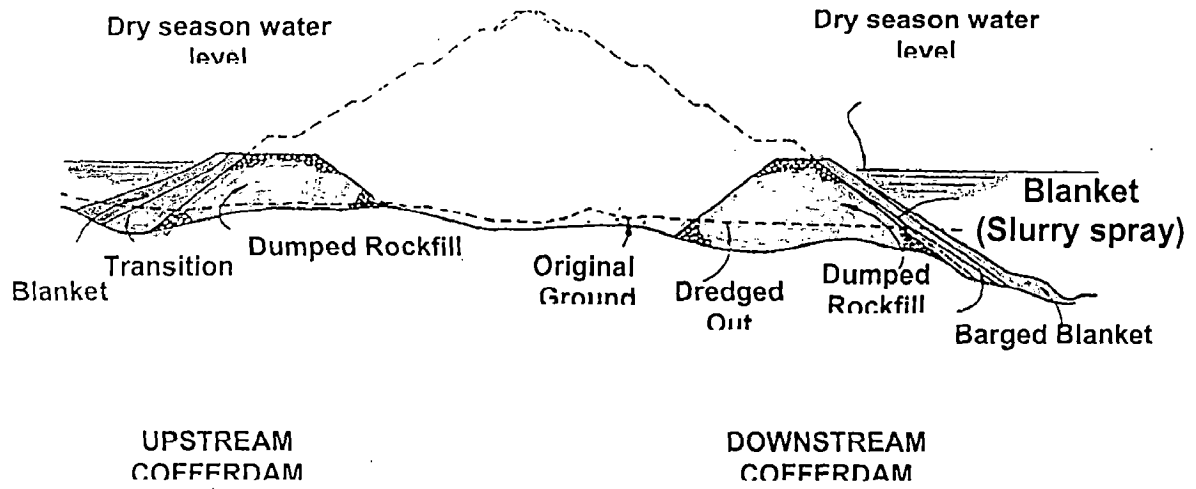 Dry season water
level
Dry season water
level
Blanket
(Slurry spray)
Dumped Rockfill
Transition
Blanket
Original
Ground
Dredged
Out
Dumped
Rockfill
Barged Blanket
UPSTREAM
COFFERDAM
DOWNSTREAM
COFFERDAM